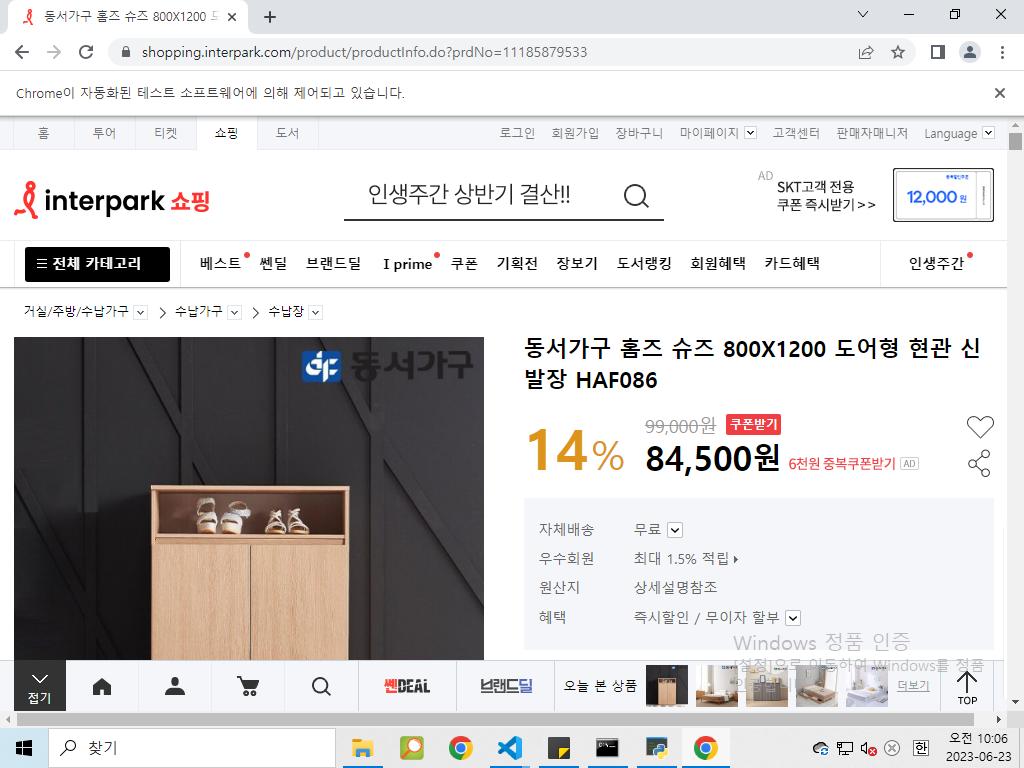 동서가구 홈즈 슈즈 800X1200 도
shopping.interpark.com/product/productInfo.do?prdNo=11185879533
Chrome이 자동화된 테스트 소프트웨어에 의해 제어되고 있습니다.
홈 투어 티켓 쇼핑 도서 로그인 회원가입 장바구니 마이페이지 고객센터 판매자매니저 Language
interpark 쇼핑
인생주간 상반기 결산!!
AD SKT고객 전용
쿠폰 즉시받기>>
12,000원
전체 카테고리 베스트 쎈딜 브랜드딜 I prime 쿠폰 기획전 장보기 도서랭킹 회원혜택 카드혜택 인생주간
거실/주방/수납가구 수납가구 수납장
동서가구
동서가구 홈즈 슈즈 800X1200 도어형 현관 신
발장 HAF086
14%
99,000원 쿠폰받기
84,500원 6천원 중복쿠폰받기 AD
자체배송 무료
우수회원 최대 1.5% 적립
원산지 상세설명참조
혜택 즉시할인 / 무이자 할부
Windows 정품 인증
[설정]으로 이동하여 Windows를 정품
접기
쎈DEAL
브랜드딜
오늘 본 상품
더보기
TOP
찾기
한
오전 10:06
2023-06-23